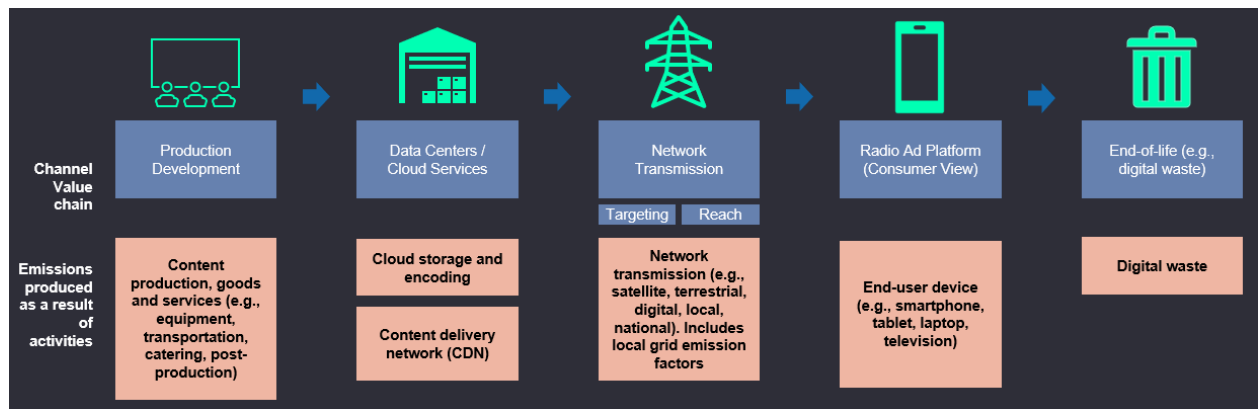 Channel
Value
chain
Production
Development
Data Centers /
Cloud Services
Network
Transmission
Targeting
Reach
Radio Ad Platform
(Consumer View)
End-of-life (e.g.,
digital waste)
Emissions
produced
as a result
of
activities
Content
production, goods
and services (e.g.,
equipment,
transportation,
catering, post-
production)
Cloud storage and
encoding
Content delivery
network (CDN)
Network
transmission (e.g.,
satellite, terrestrial,
digital, local,
national). Includes
local grid emission
factors
End-user device
(e.g., smartphone,
tablet, laptop,
television)
Digital waste